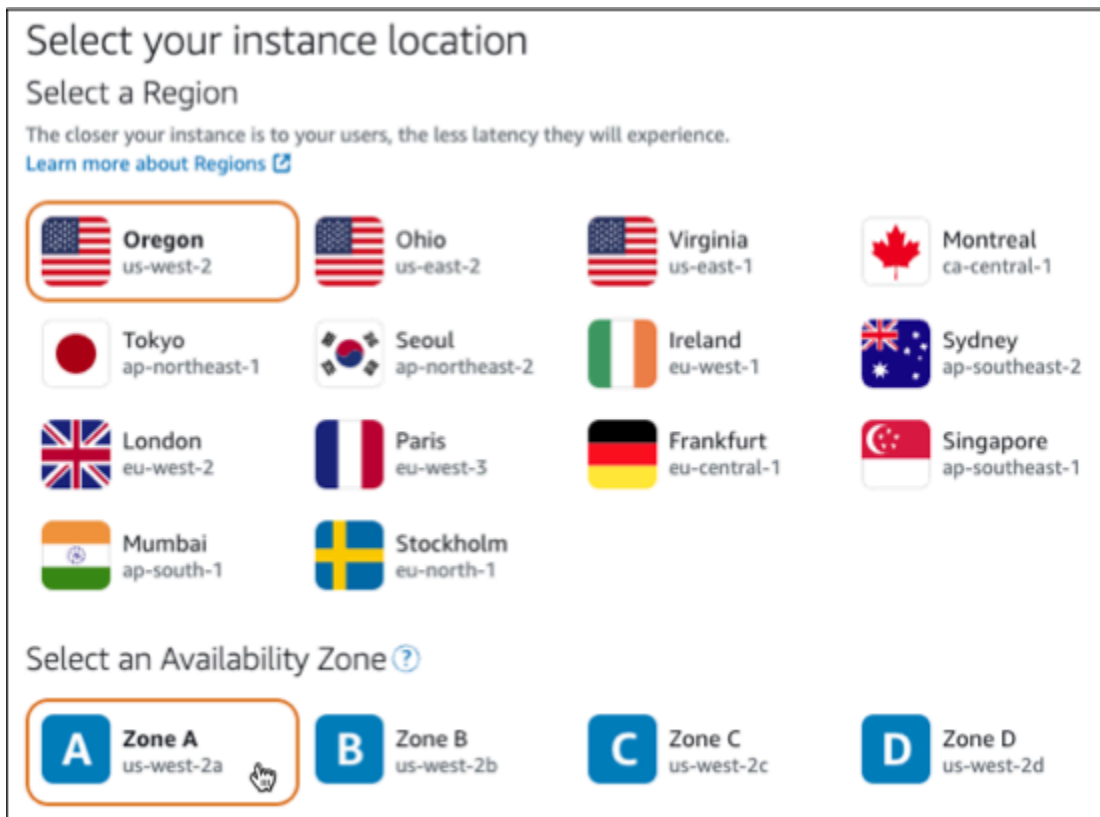 Select your instance location
Select a Region
The closer your instance is to your users, the less latency they will experience.
Learn more about Regions
Oregon
us-west-2
Ohio
us-east-2
Virginia
us-east-1
Montreal
ca-central-1
Tokyo
ap-northeast-1
Seoul
ap-northeast-2
Ireland
eu-west-1
Sydney
ap-southeast-2
London
eu-west-2
Paris
eu-west-3
Frankfurt
eu-central-1
Singapore
ap-southeast-1
Mumbai
ap-south-1
Stockholm
eu-north-1
Select an Availability Zone ?
A
Zone A
us-west-2a
B
Zone B
us-west-2b
C
Zone C
us-west-2c
D
Zone D
us-west-2d